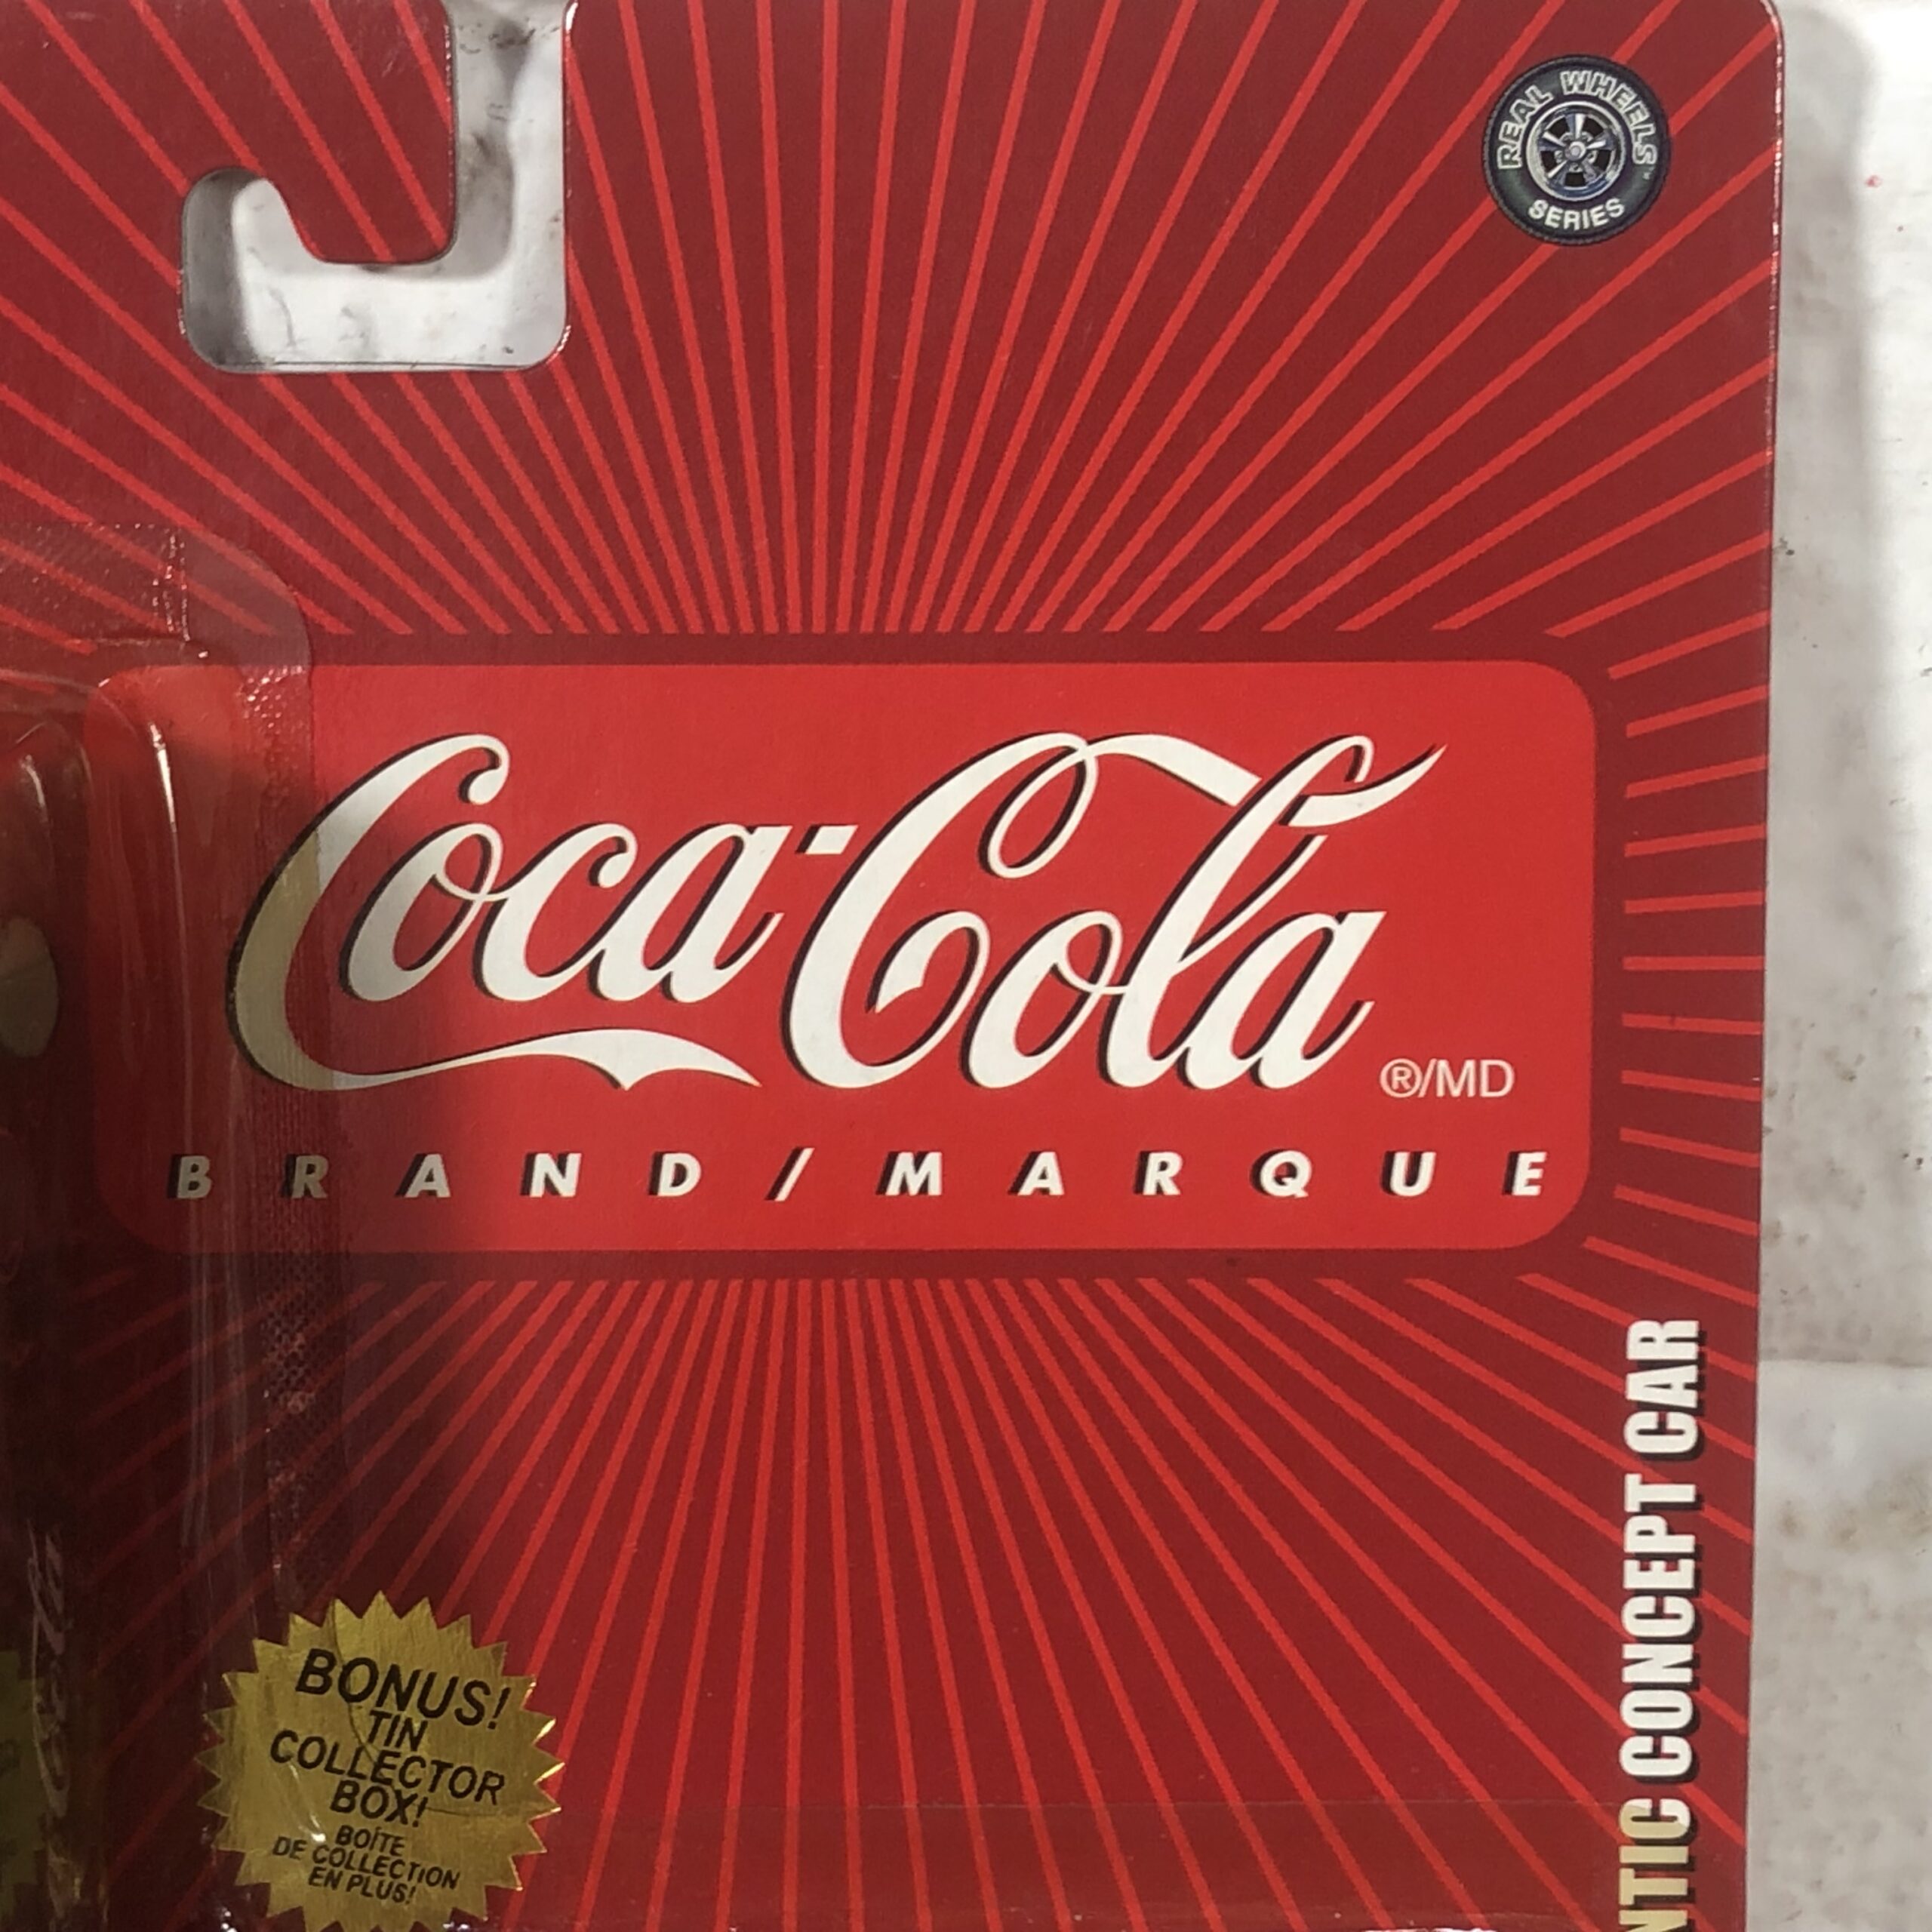 REAL WHEELS
SERIES
Coca-Cola
®/MD
BRAND/MARQUE
NTIC CONCEPT CAR
BONUS!
TIN
COLLECTOR
BOX!
BOÎTE
DE COLLECTION
EN PLUS!